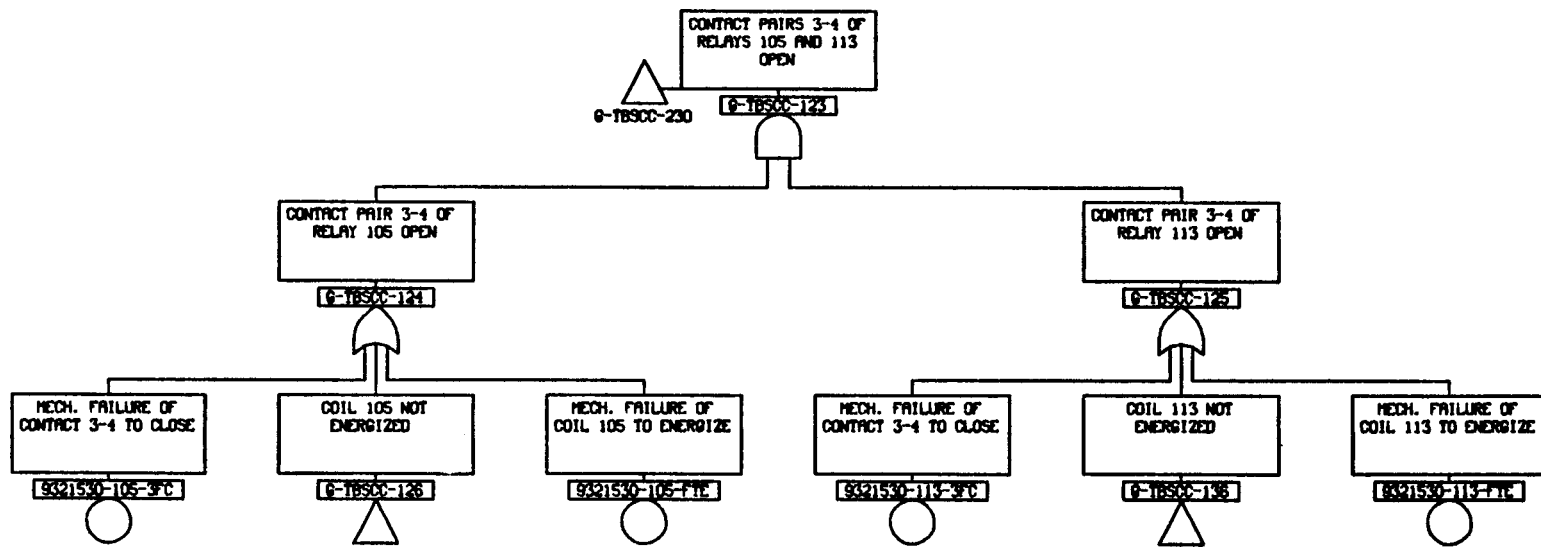 CONTACT PAIRS 3-4 OF
RELAYS 105 AND 113
OPEN
G-TBSCC-123
G-TBSCC-230
CONTACT PAIR 3-4 OF
RELAY 105 OPEN
G-TBSCC-124
CONTACT PAIR 3-4 OF
RELAY 113 OPEN
G-TBSCC-125
MECH. FAILURE OF
CONTACT 3-4 TO CLOSE
9321530-105-3FC
COIL 105 NOT
ENERGIZED
G-TBSCC-126
MECH. FAILURE OF
COIL 105 TO ENERGIZE
9321530-105-FTE
MECH. FAILURE OF
CONTACT 3-4 TO CLOSE
9321530-113-3FC
COIL 113 NOT
ENERGIZED
G-TBSCC-136
MECH. FAILURE OF
COIL 113 TO ENERGIZE
9321530-113-FTE